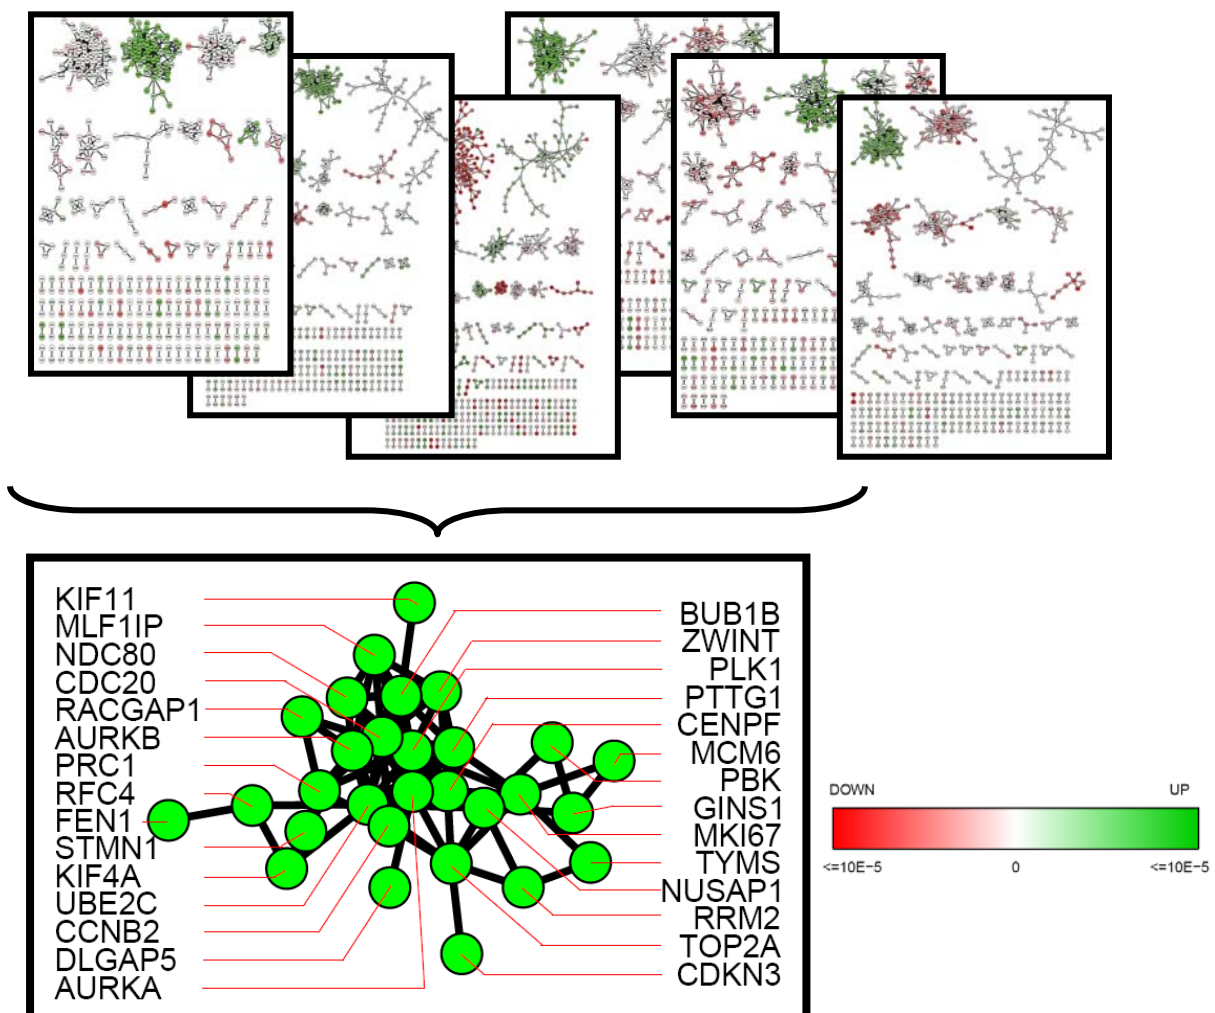 KIF11
MLF1IP
NDC80
CDC20
RACGAP1
AURKB
PRC1
RFC4
FEN1
STMN1
KIF4A
UBE2C
CCNB2
DLGAP5
AURKA
BUB1B
ZWINT
PLK1
PTTG1
CENPF
MCM6
PBK
GINS1
MKI67
TYMS
NUSAP1
RRM2
TOP2A
CDKN3
DOWN UP
<=10E-5 0 <=10E-5